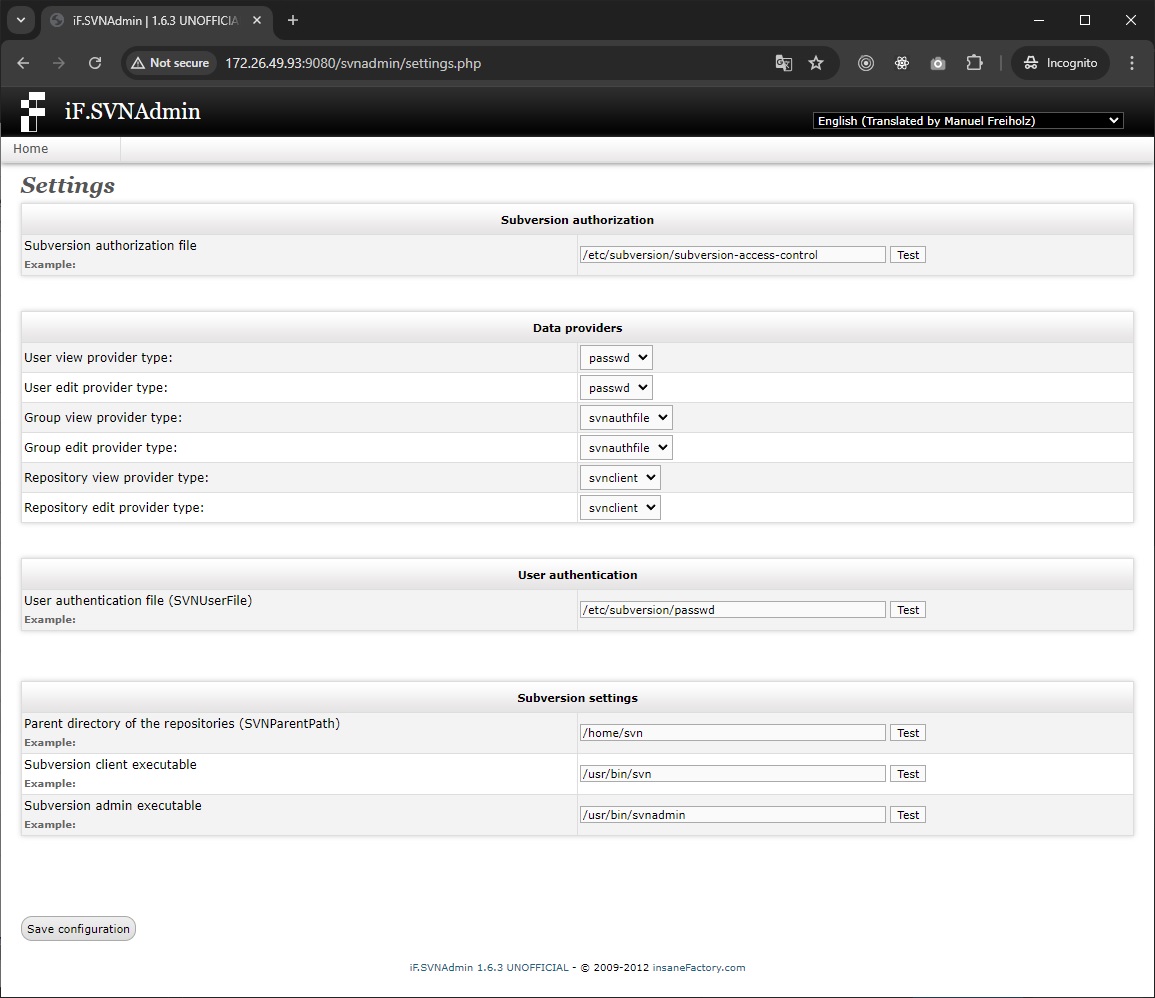 iF.SVNAdmin | 1.6.3 UNOFFICIA
Not secure
172.26.49.93:9080/svnadmin/settings.php
Incognito
iF.SVNAdmin
English (Translated by Manuel Freiholz)
Home
Settings
Subversion authorization
Subversion authorization file
Example:
/etc/subversion/subversion-access-control Test
Data providers
User view provider type: passwd
User edit provider type: passwd
Group view provider type: svnauthfile
Group edit provider type: svnauthfile
Repository view provider type: svnclient
Repository edit provider type: svnclient
User authentication
User authentication file (SVNUserFile)
Example:
/etc/subversion/passwd Test
Subversion settings
Parent directory of the repositories (SVNParentPath)
Example:
/home/svn Test
Subversion client executable
Example:
/usr/bin/svn Test
Subversion admin executable
Example:
/usr/bin/svnadmin Test
Save configuration
iF.SVNAdmin 1.6.3 UNOFFICIAL - © 2009-2012 insaneFactory.com